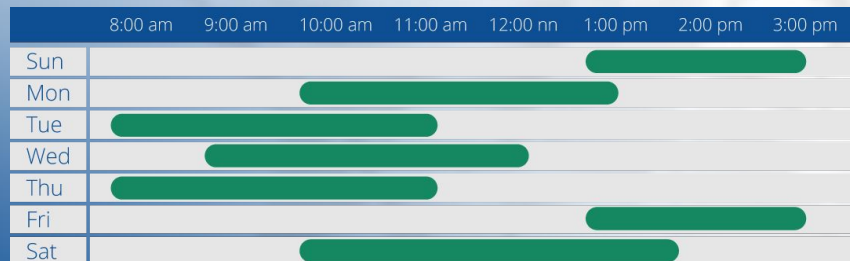 8:00 am 9:00 am 10:00 am 11:00 am 12:00 nn 1:00 pm 2:00 pm 3:00 pm
Sun
Mon
Tue
Wed
Thu
Fri
Sat